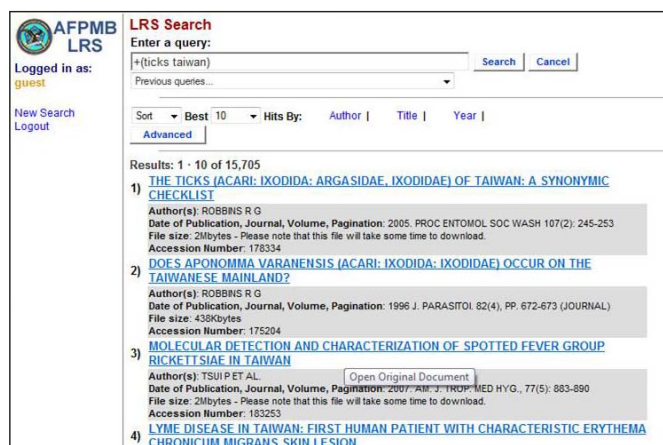 AFPMB
LRS
Logged in as:
guest
New Search
Logout
LRS Search
Enter a query:
+(ticks taiwan)
Search
Cancel
Previous queries...
Sort Best 10 Hits By: Author | Title | Year |
Advanced
Results: 1 - 10 of 15,705
1) THE TICKS (ACARI: IXODIDA: ARGASIDAE, IXODIDAE) OF TAIWAN: A SYNONYMIC
CHECKLIST
Author(s): ROBBINS R G
Date of Publication, Journal, Volume, Pagination: 2005. PROC ENTOMOL SOC WASH 107(2): 245-253
File size: 2Mbytes - Please note that this file will take some time to download.
Accession Number: 178334
2) DOES APONOMMA VARANENSIS (ACARI: IXODIDA: IXODIDAE) OCCUR ON THE
TAIWANESE MAINLAND?
Author(s): ROBBINS R G
Date of Publication, Journal, Volume, Pagination: 1996 J. PARASITOL. 82(4), PP. 672-673 (JOURNAL)
File size: 438Kbytes
Accession Number: 175204
3) MOLECULAR DETECTION AND CHARACTERIZATION OF SPOTTED FEVER GROUP
RICKETTSIAE IN TAIWAN
Author(s): TSUI P ET AL.
Open Original Document
Date of Publication, Journal, Volume, Pagination: 2007. AM. J. TROP. MED HYG., 77(5): 883-890
File size: 2Mbytes - Please note that this file will take some time to download.
Accession Number: 183253
4) LYME DISEASE IN TAIWAN: FIRST HUMAN PATIENT WITH CHARACTERISTIC ERYTHEMA
CHRONICUM MIGRANS SKIN LESION